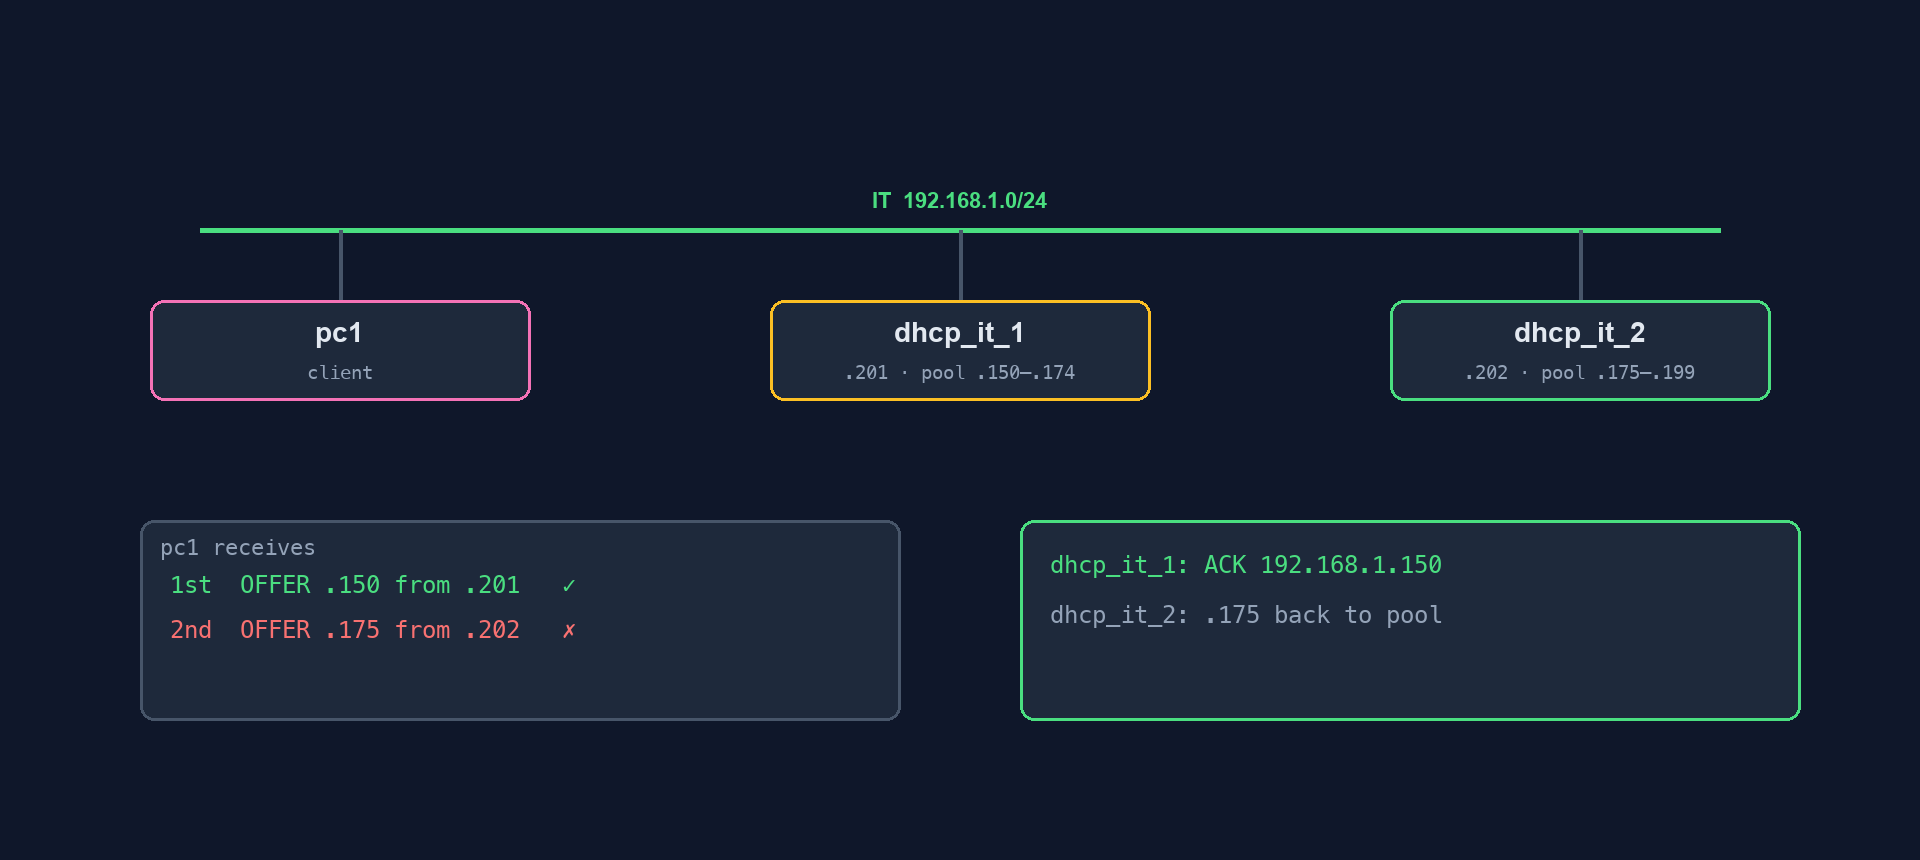 IT 192.168.1.0/24
pc1
client
dhcp_it_1
.201 · pool .150–.174
dhcp_it_2
.202 · pool .175–.199
pc1 receives
1st OFFER .150 from .201 ✓
2nd OFFER .175 from .202 ✗
dhcp_it_1: ACK 192.168.1.150
dhcp_it_2: .175 back to pool